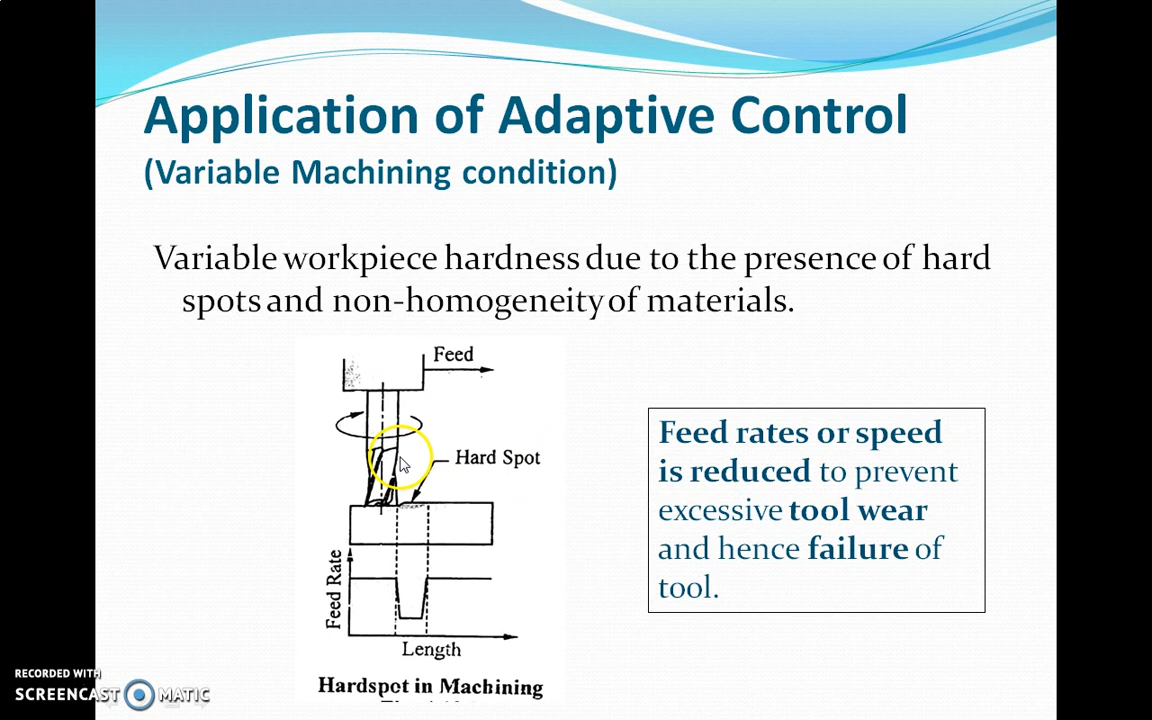 Application of Adaptive Control
(Variable Machining condition)
Variable workpiece hardness due to the presence of hard
spots and non-homogeneity of materials.
Feed
Hard Spot
Feed Rate
Length
Hardspot in Machining
Feed rates or speed
is reduced to prevent
excessive tool wear
and hence failure of
tool.
RECORDED WITH
SCREENCAST MATIC